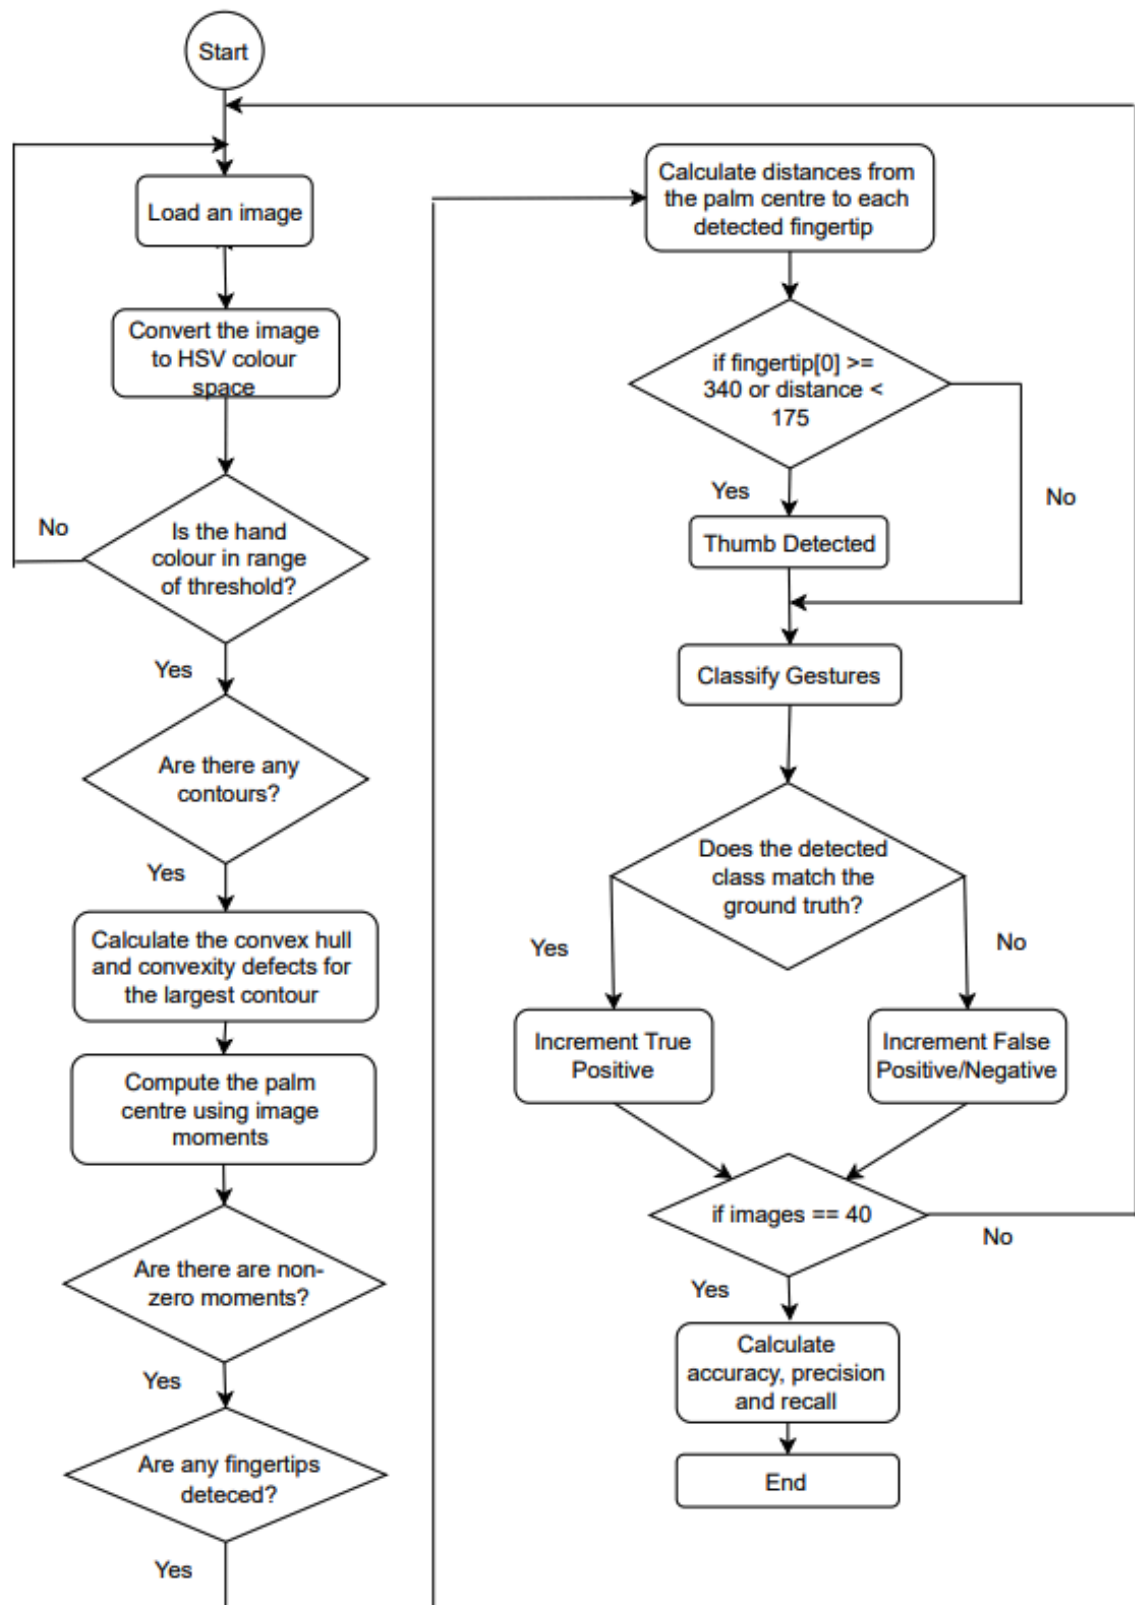 Start
Load an image
Convert the image
to HSV colour
space
Is the hand
colour in range
of threshold?
No
Yes
Are there any
contours?
Yes
Calculate the convex hull
and convexity defects for
the largest contour
Compute the palm
centre using image
moments
Are there are non-
zero moments?
Yes
Are any fingertips
deteced?
Yes
Calculate distances from
the palm centre to each
detected fingertip
if fingertip[0] >=
340 or distance <
175
No
Yes
Thumb Detected
Classify Gestures
Does the detected
class match the
ground truth?
Yes
No
Increment True
Positive
Increment False
Positive/Negative
if images == 40
No
Yes
Calculate
accuracy, precision
and recall
End